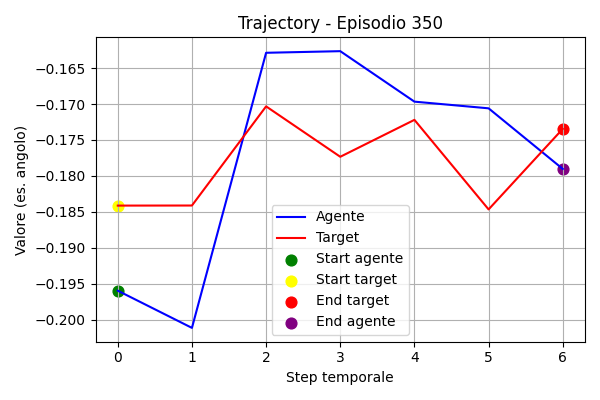 Trajectory - Episodio 350
Valore (es. angolo)
−0.165
−0.170
−0.175
−0.180
−0.185
−0.190
−0.195
−0.200
Agente
Target
Start agente
Start target
End target
End agente
0 1 2 3 4 5 6
Step temporale